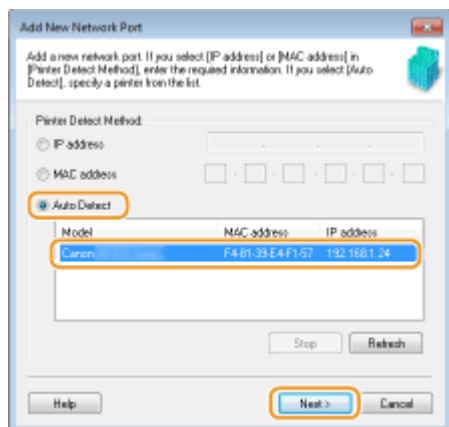 Add New Network Port
Add a new network port. If you select [IP address] or [MAC address] in
[Printer Detect Method], enter the required information. If you select [Auto
Detect], specify a printer from the list.
Printer Detect Method:
IP address
MAC address
Auto Detect
Model MAC address IP address
Canon F4-81-39-E4-F1-57 192.168.1.24
Stop Refresh
Help Next > Cancel